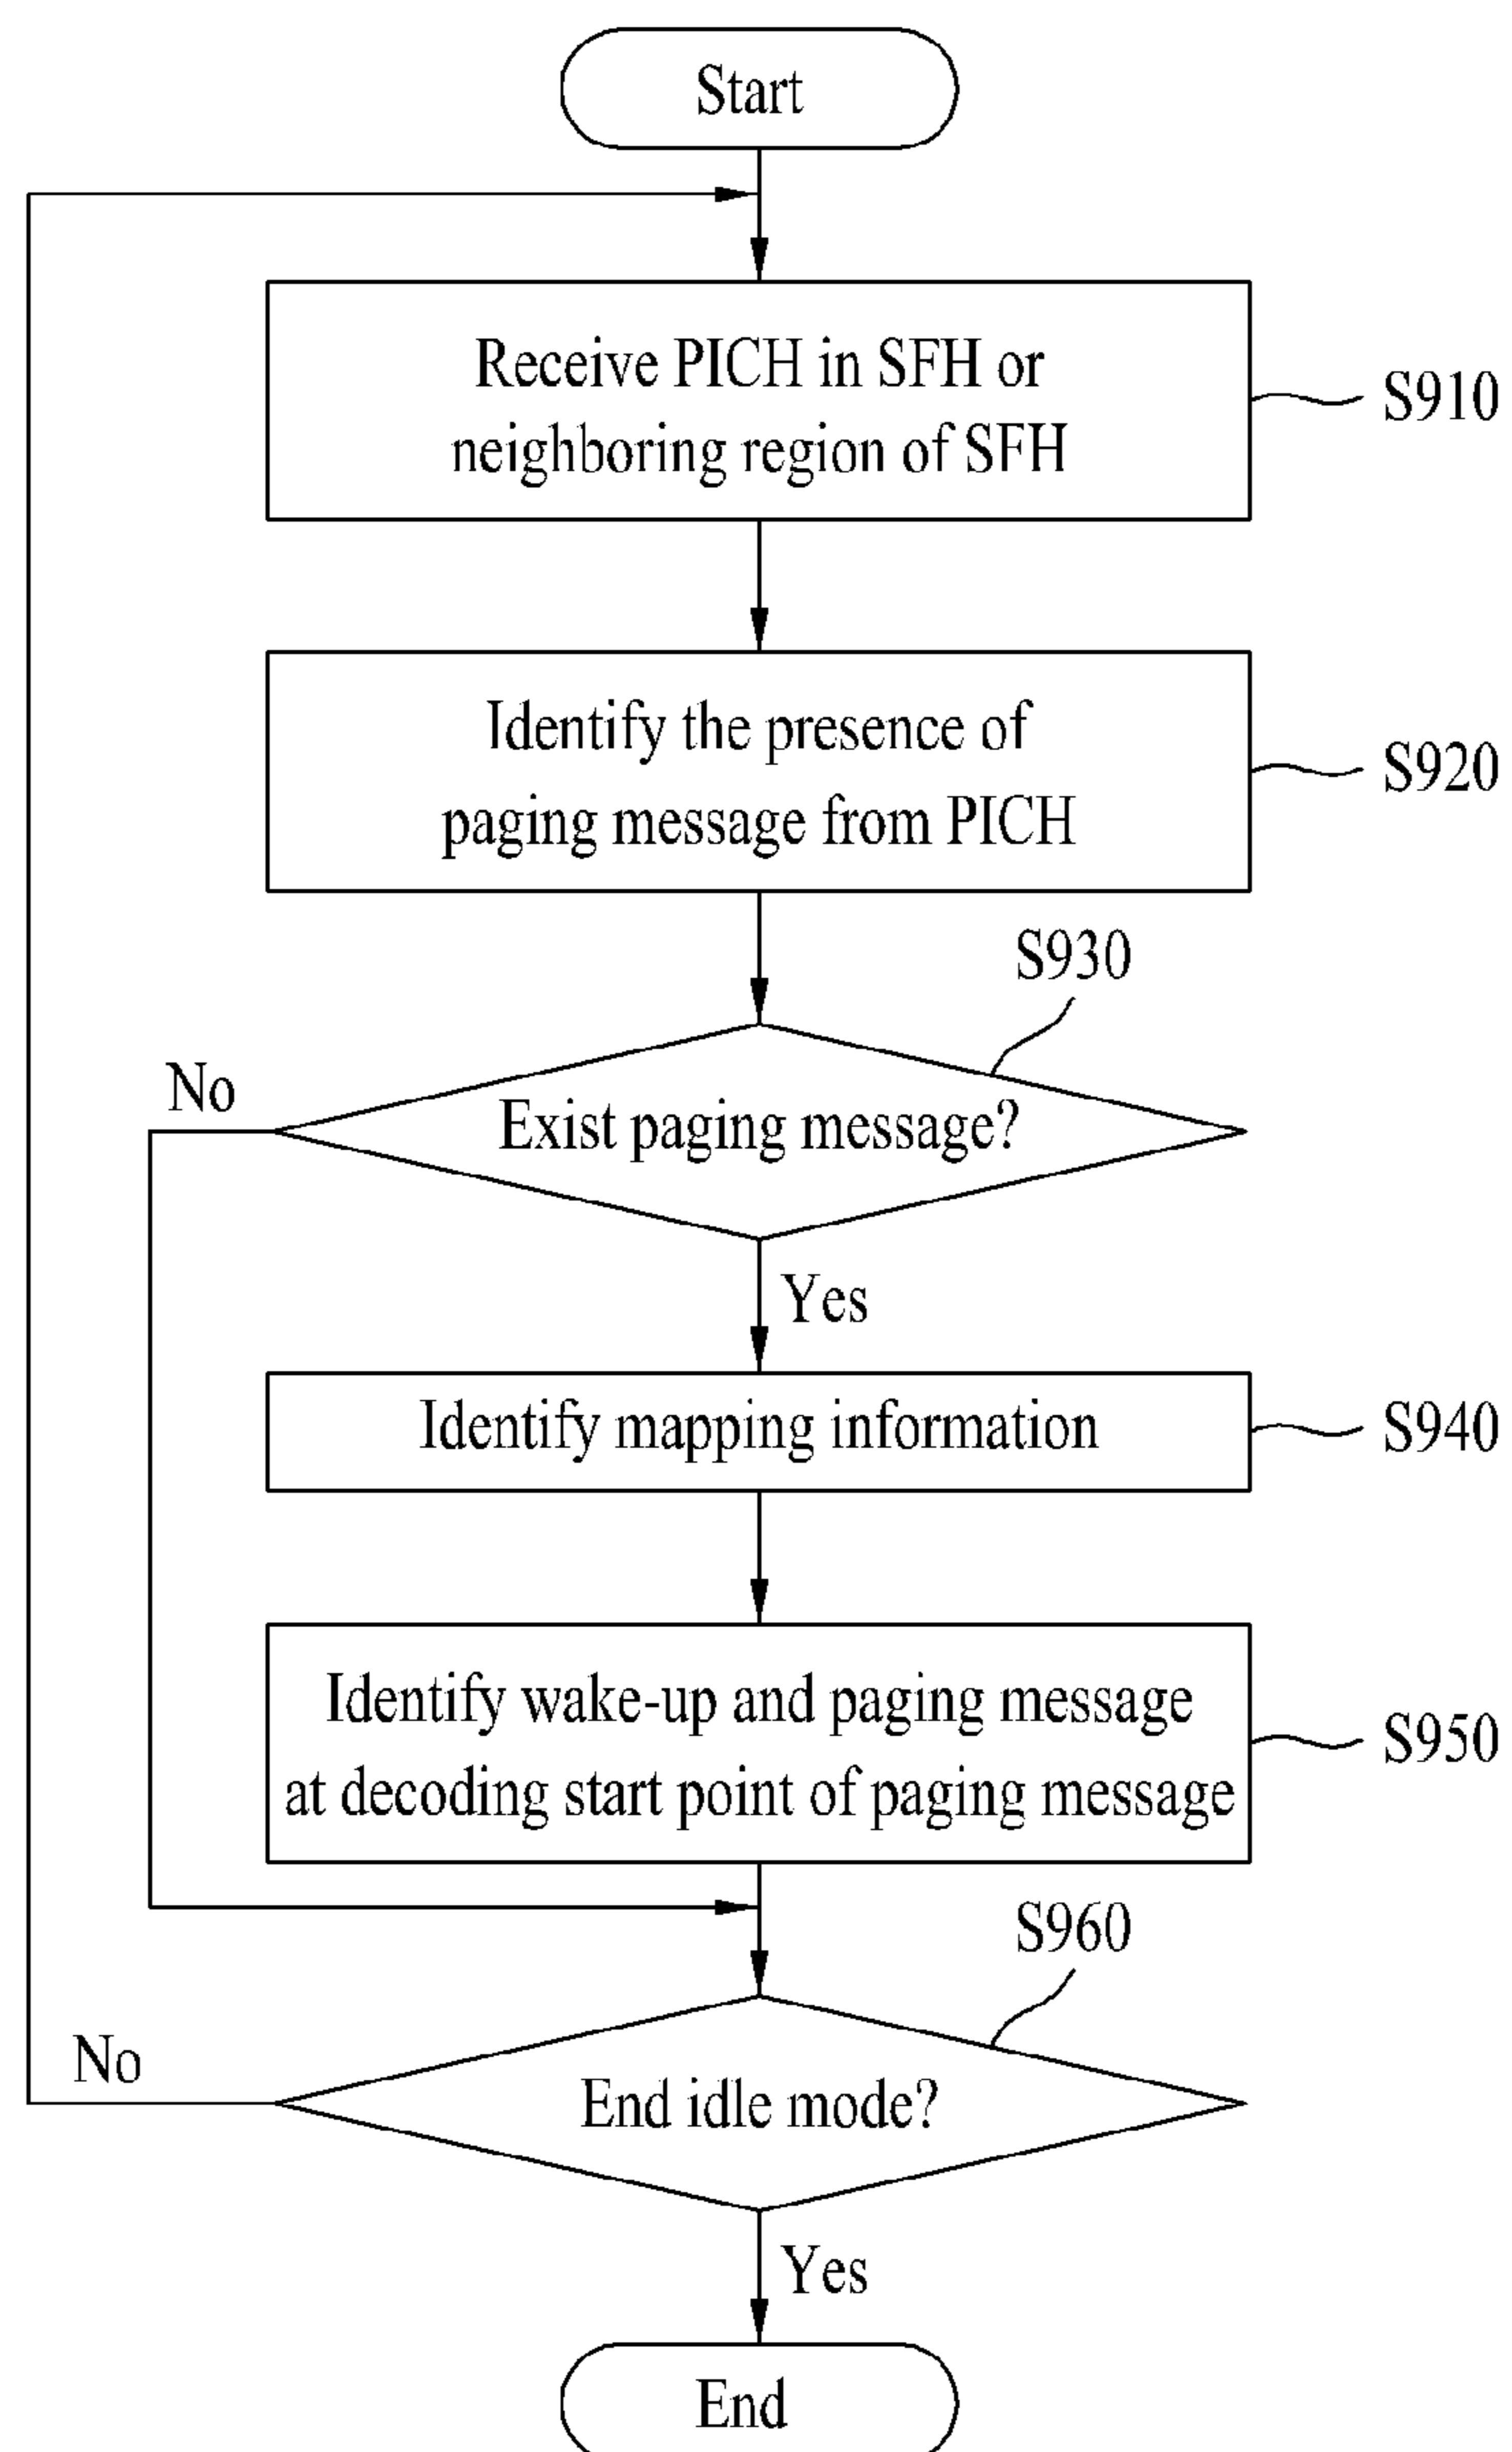 Start
Receive PICH in SFH or
neighboring region of SFH
S910
Identify the presence of
paging message from PICH
S920
S930
No
Exist paging message?
Yes
Identify mapping information
S940
Identify wake-up and paging message
at decoding start point of paging message
S950
S960
No
End idle mode?
Yes
End